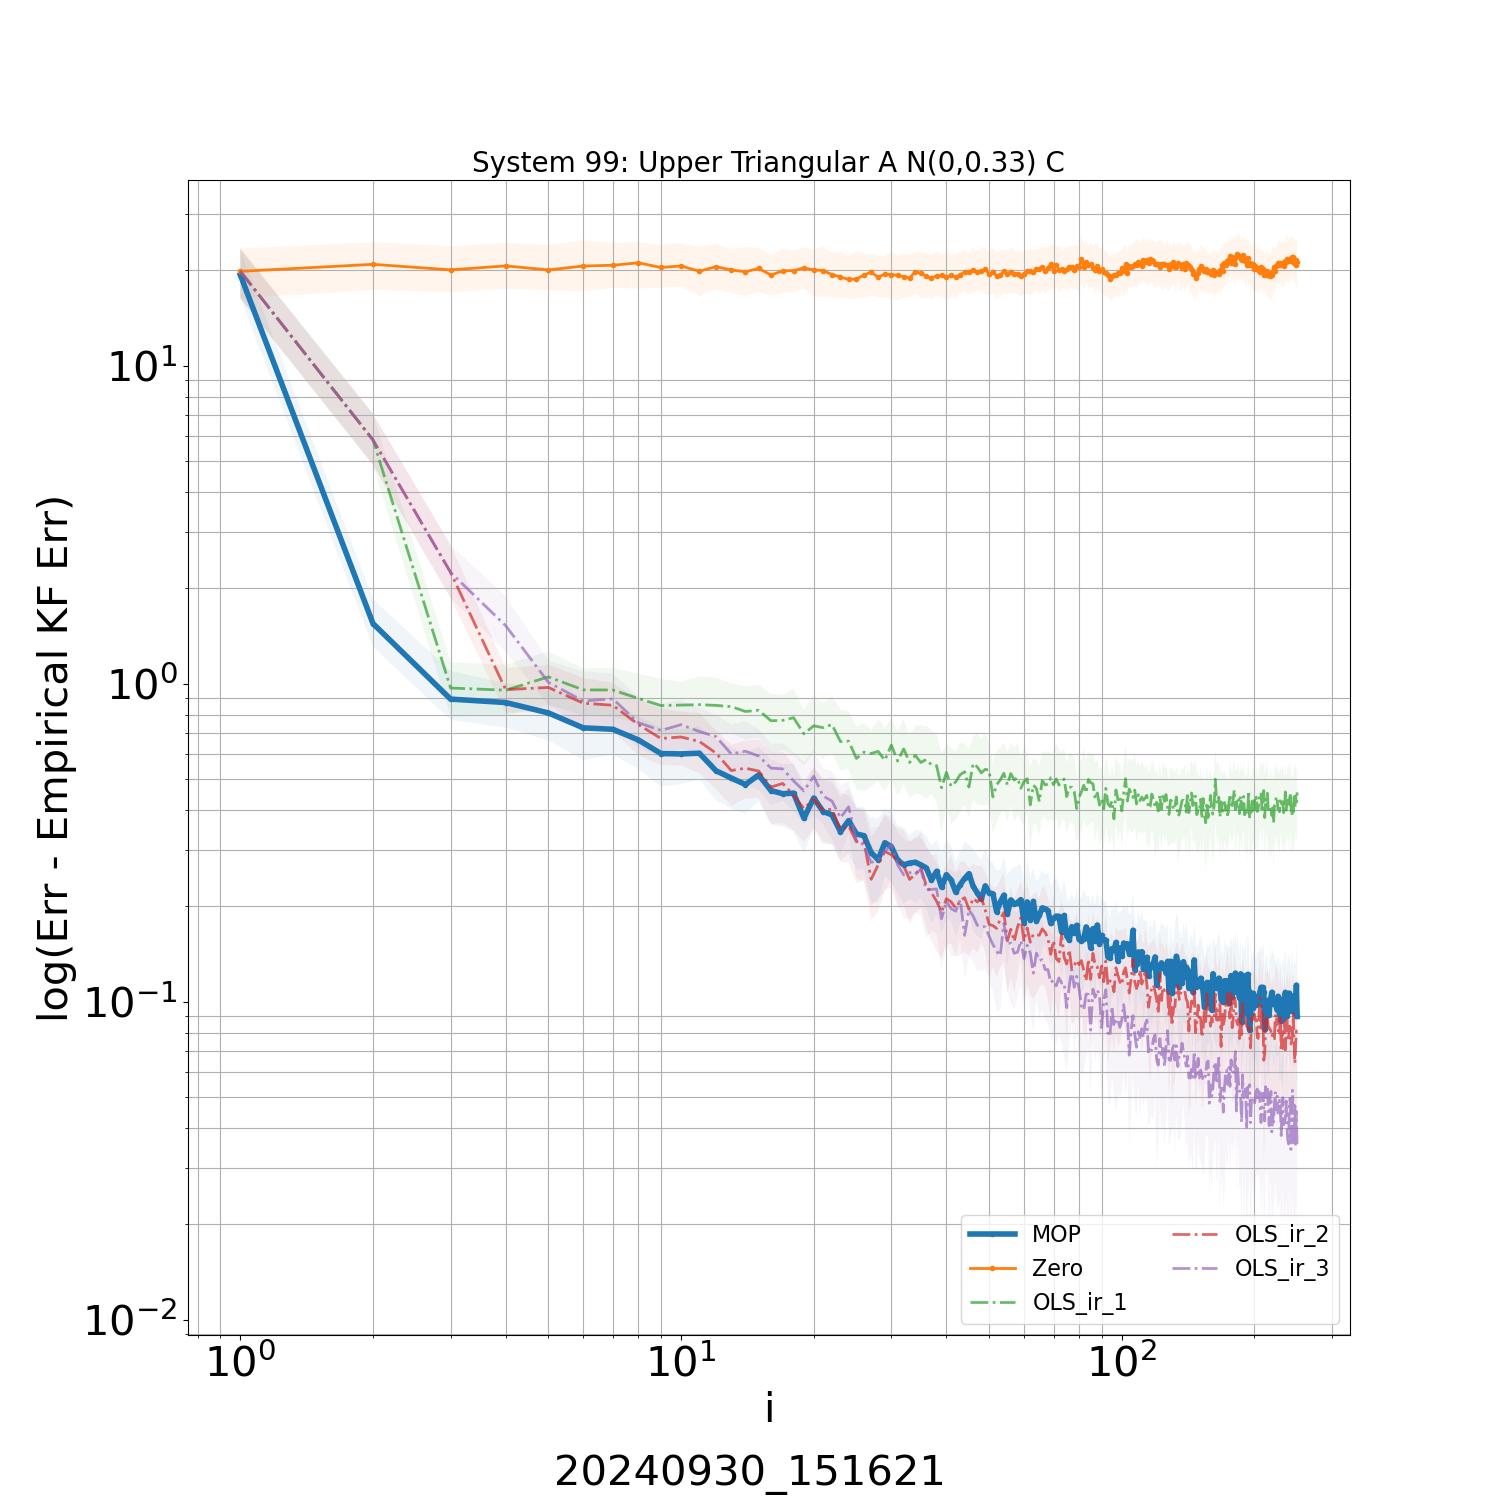 System 99: Upper Triangular A N(0,0.33) C
log(Err - Empirical KF Err)
10¹
10⁰
10⁻¹
10⁻²
10⁰ 10¹ 10²
MOP
Zero
OLS_ir_1
OLS_ir_2
OLS_ir_3
i
20240930_151621